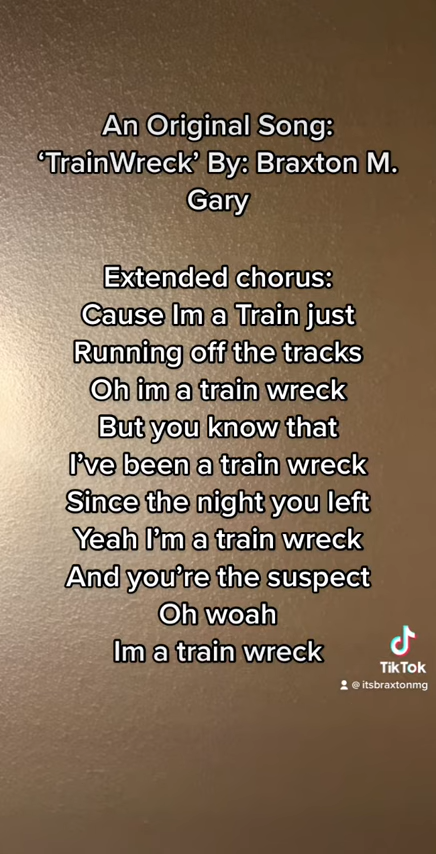 An Original Song:
‘TrainWreck’ By: Braxton M.
Gary
Extended chorus:
Cause Im a Train just
Running off the tracks
Oh im a train wreck
But you know that
I’ve been a train wreck
Since the night you left
Yeah I’m a train wreck
And you’re the suspect
Oh woah
Im a train wreck
TikTok
@itsbraxtonmg